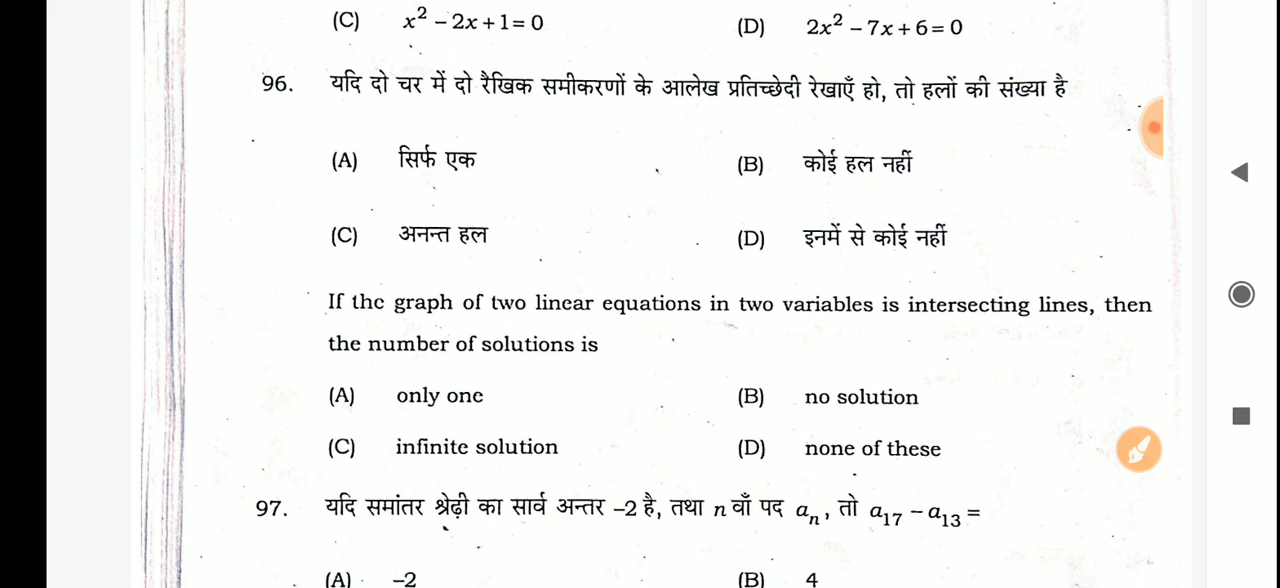 (C) x² – 2x + 1 = 0 (D) 2x² – 7x + 6 = 0
96. यदि दो चर में दो रैखिक समीकरणों के आलेख प्रतिच्छेदी रेखाएँ हो, तो हलों की संख्या है
(A) सिर्फ एक (B) कोई हल नहीं
(C) अनन्त हल (D) इनमें से कोई नहीं
If the graph of two linear equations in two variables is intersecting lines, then
the number of solutions is
(A) only one (B) no solution
(C) infinite solution (D) none of these
97. यदि समांतर श्रेढ़ी का सार्व अन्तर –2 है, तथा n वाँ पद aₙ, तो a₁₇ – a₁₃ =
(A) –2 (B) 4